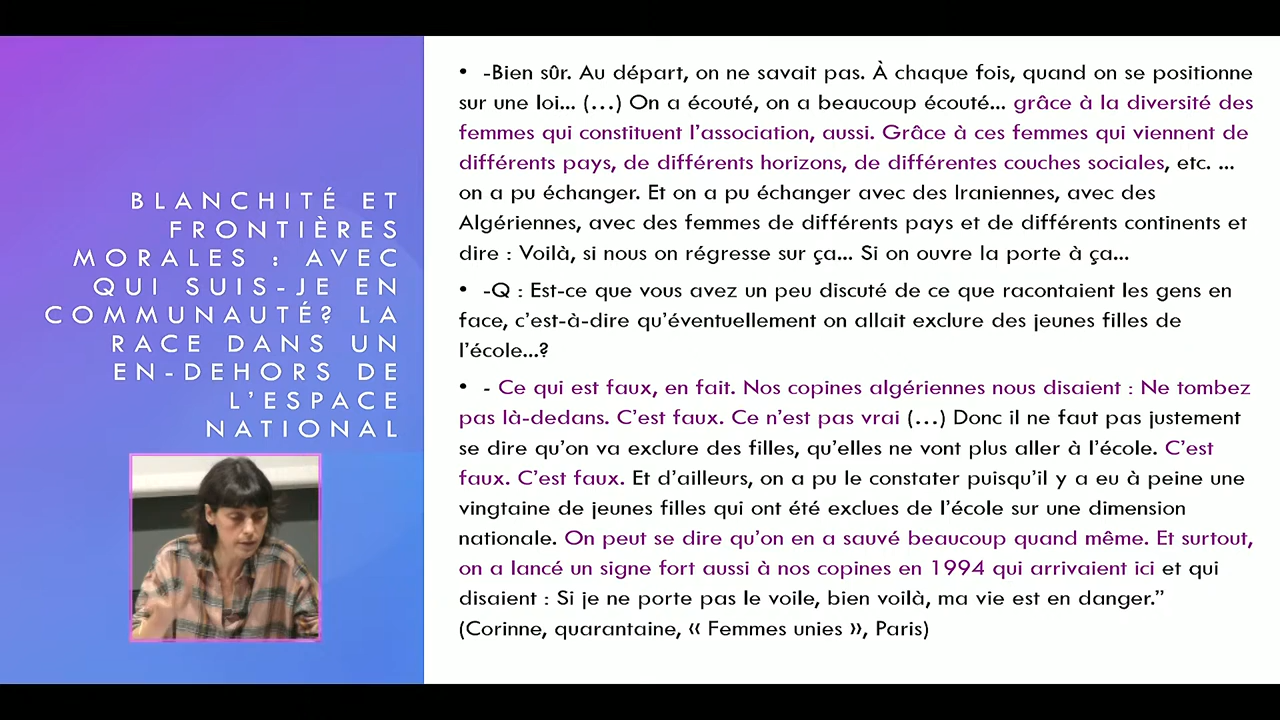 BLANCHITÉ ET
FRONTIÈRES
MORALES : AVEC
QUI SUIS-JE EN
COMMUNAUTÉ? LA
RACE DANS UN
EN-DEHORS DE
L'ESPACE
NATIONAL
• -Bien sûr. Au départ, on ne savait pas. À chaque fois, quand on se positionne
sur une loi... (…) On a écouté, on a beaucoup écouté... grâce à la diversité des
femmes qui constituent l'association, aussi. Grâce à ces femmes qui viennent de
différents pays, de différents horizons, de différentes couches sociales, etc. ...
on a pu échanger. Et on a pu échanger avec des Iraniennes, avec des
Algériennes, avec des femmes de différents pays et de différents continents et
dire : Voilà, si nous on régresse sur ça... Si on ouvre la porte à ça...
• -Q : Est-ce que vous avez un peu discuté de ce que racontaient les gens en
face, c'est-à-dire qu'éventuellement on allait exclure des jeunes filles de
l'école...?
• - Ce qui est faux, en fait. Nos copines algériennes nous disaient : Ne tombez
pas là-dedans. C'est faux. Ce n'est pas vrai (…) Donc il ne faut pas justement
se dire qu'on va exclure des filles, qu'elles ne vont plus aller à l'école. C'est
faux. C'est faux. Et d'ailleurs, on a pu le constater puisqu'il y a eu à peine une
vingtaine de jeunes filles qui ont été exclues de l'école sur une dimension
nationale. On peut se dire qu'on en a sauvé beaucoup quand même. Et surtout,
on a lancé un signe fort aussi à nos copines en 1994 qui arrivaient ici et qui
disaient : Si je ne porte pas le voile, bien voilà, ma vie est en danger.”
(Corinne, quarantaine, « Femmes unies », Paris)